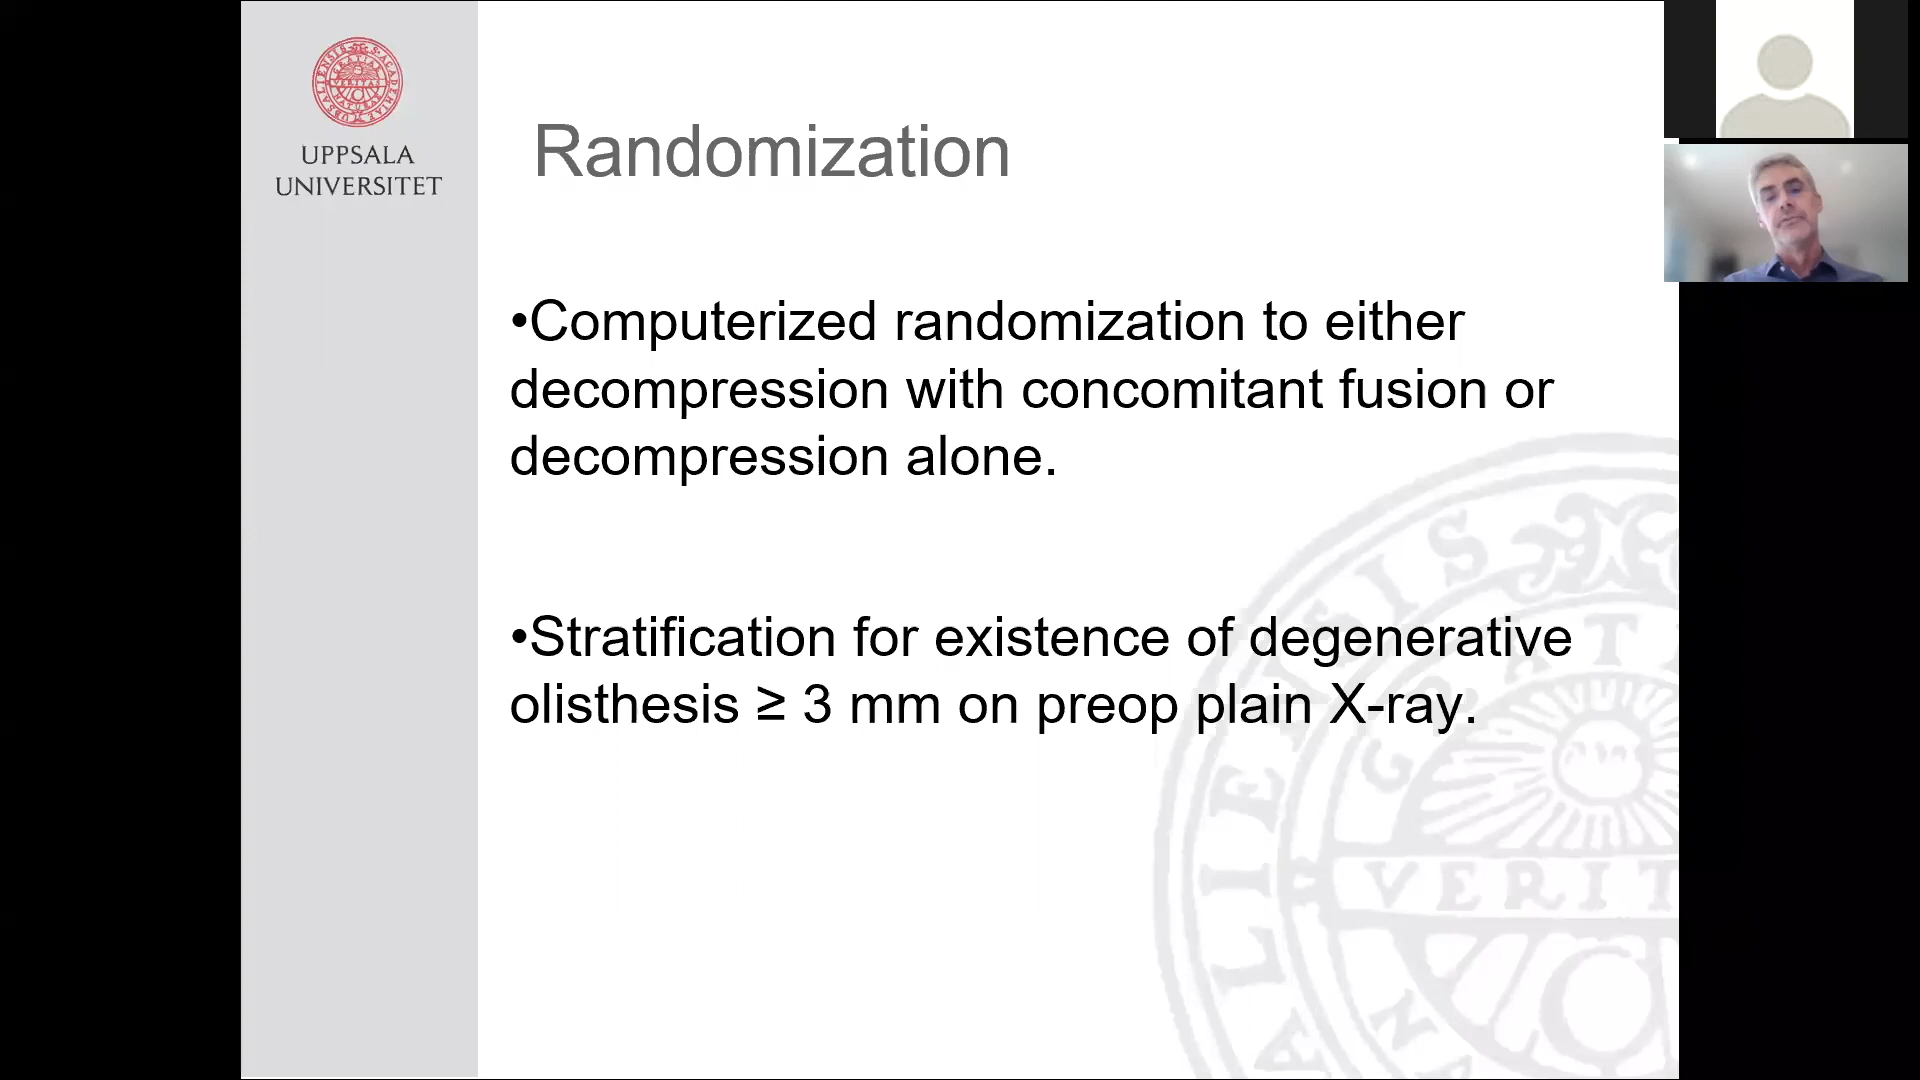 UPPSALA
UNIVERSITET
Randomization
•Computerized randomization to either
decompression with concomitant fusion or
decompression alone.
•Stratification for existence of degenerative
olisthesis ≥ 3 mm on preop plain X-ray.